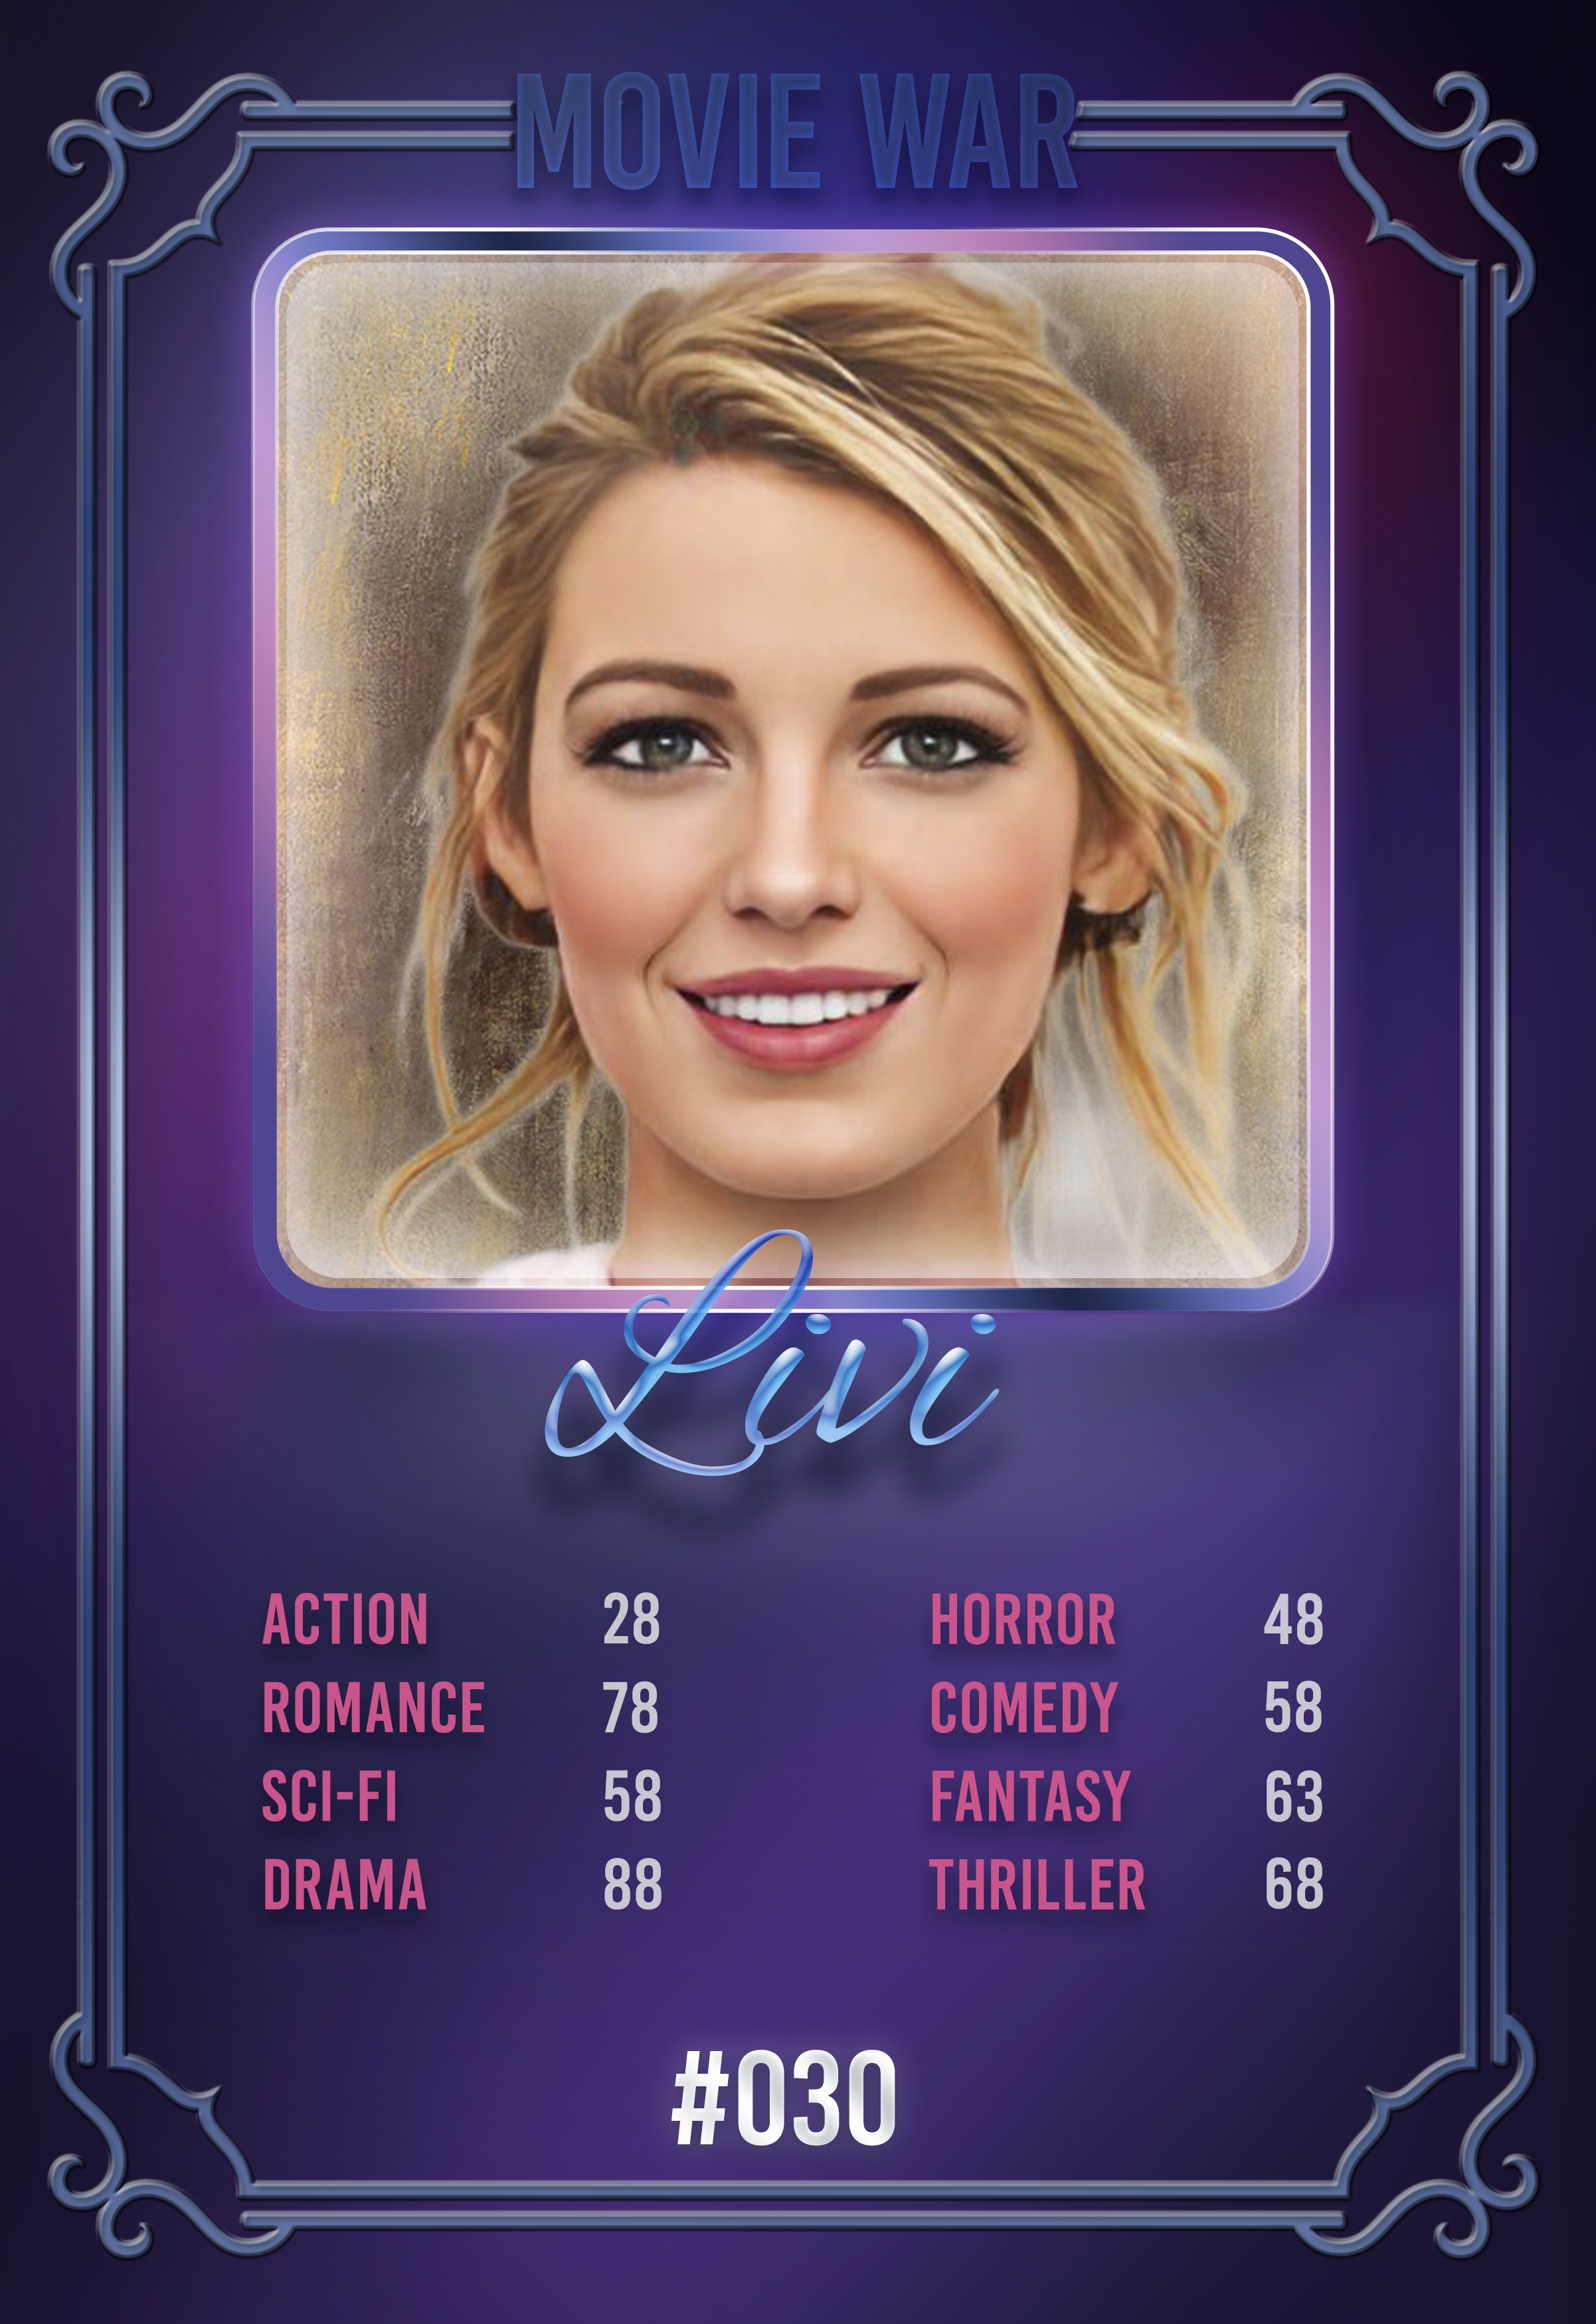 MOVIE WAR
Livi
ACTION 28 HORROR 48
ROMANCE 78 COMEDY 58
SCI-FI 58 FANTASY 63
DRAMA 88 THRILLER 68
#030